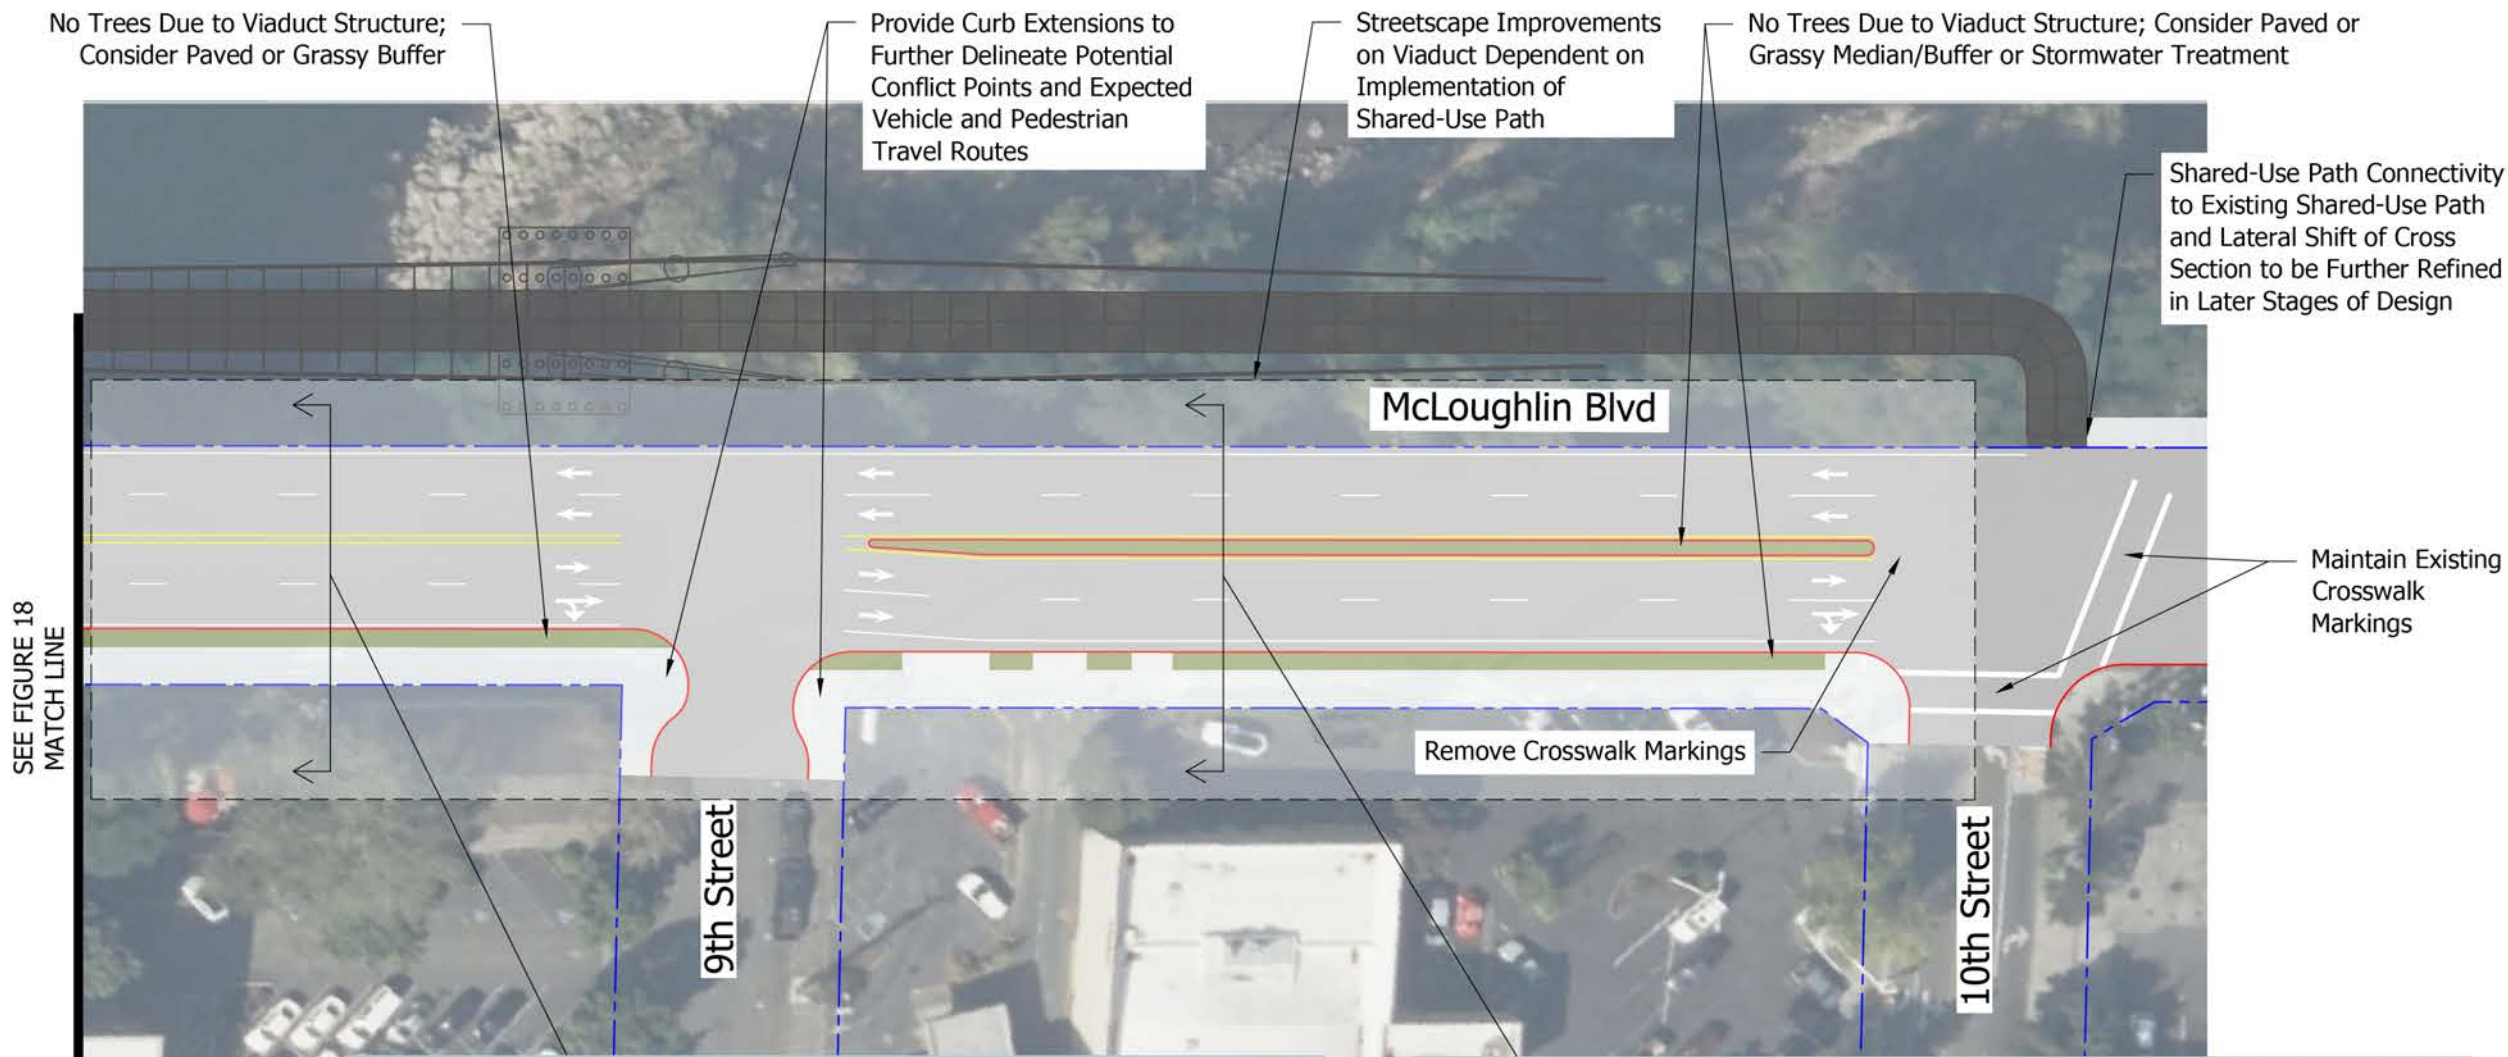 No Trees Due to Viaduct Structure;
Consider Paved or Grassy Buffer
Provide Curb Extensions to
Further Delineate Potential
Conflict Points and Expected
Vehicle and Pedestrian
Travel Routes
Streetscape Improvements
on Viaduct Dependent on
Implementation of
Shared-Use Path
No Trees Due to Viaduct Structure; Consider Paved or
Grassy Median/Buffer or Stormwater Treatment
Shared-Use Path Connectivity
to Existing Shared-Use Path
and Lateral Shift of Cross
Section to be Further Refined
in Later Stages of Design
McLoughlin Blvd
Maintain Existing
Crosswalk
Markings
SEE FIGURE 18
MATCH LINE
Remove Crosswalk Markings
9th Street
10th Street